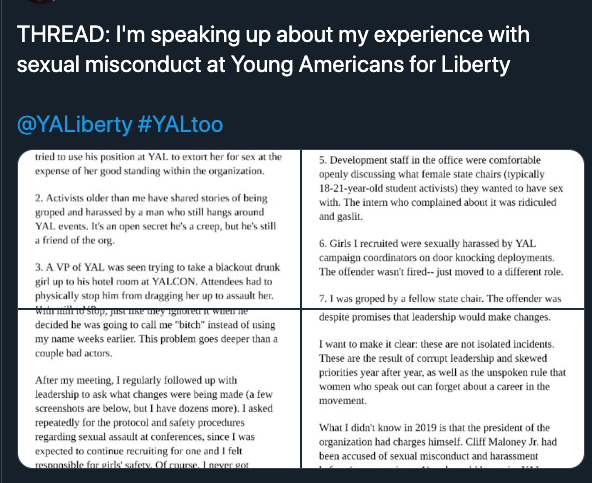 THREAD: I'm speaking up about my experience with
sexual misconduct at Young Americans for Liberty
@YALiberty #YALtoo
tried to use his position at YAL to extort her for sex at the
expense of her good standing within the organization.
2. Activists older than me have shared stories of being
groped and harassed by a man who still hangs around
YAL events. It's an open secret he's a creep, but he's still
a friend of the org.
3. A VP of YAL was seen trying to take a blackout drunk
girl up to his hotel room at YALCON. Attendees had to
physically stop him from dragging her up to assault her.
5. Development staff in the office were comfortable
openly discussing what female state chairs (typically
18-21-year-old student activists) they wanted to have sex
with. The intern who complained about it was ridiculed
and gaslit.
6. Girls I recruited were sexually harassed by YAL
campaign coordinators on door knocking deployments.
The offender wasn't fired-- just moved to a different role.
7. I was groped by a fellow state chair. The offender was
with him to stop, just like they ignored it when he
decided he was going to call me "bitch" instead of using
my name weeks earlier. This problem goes deeper than a
couple bad actors.
After my meeting, I regularly followed up with
leadership to ask what changes were being made (a few
screenshots are below, but I have dozens more). I asked
repeatedly for the protocol and safety procedures
regarding sexual assault at conferences, since I was
expected to continue recruiting for one and I felt
responsible for girls' safety. Of course, I never got
despite promises that leadership would make changes.
I want to make it clear: these are not isolated incidents.
These are the result of corrupt leadership and skewed
priorities year after year, as well as the unspoken rule that
women who speak out can forget about a career in the
movement.
What I didn't know in 2019 is that the president of the
organization had charges himself. Cliff Maloney Jr. had
been accused of sexual misconduct and harassment